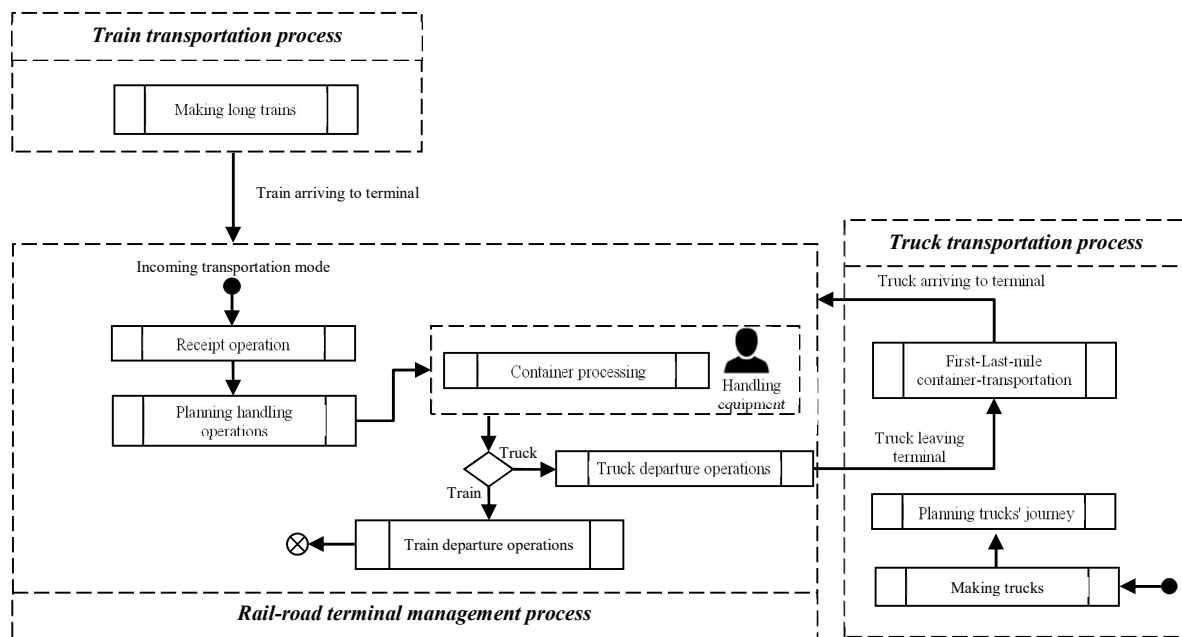 Train transportation process
Making long trains
Train arriving to terminal
Truck transportation process
Incoming transportation mode
Truck arriving to terminal
Receipt operation
Container processing
Handling
equipment
First-Last-mile
container-transportation
Planning handling
operations
Truck leaving
terminal
Truck
Truck departure operations
Train
Planning trucks' journey
Train departure operations
Making trucks
Rail-road terminal management process